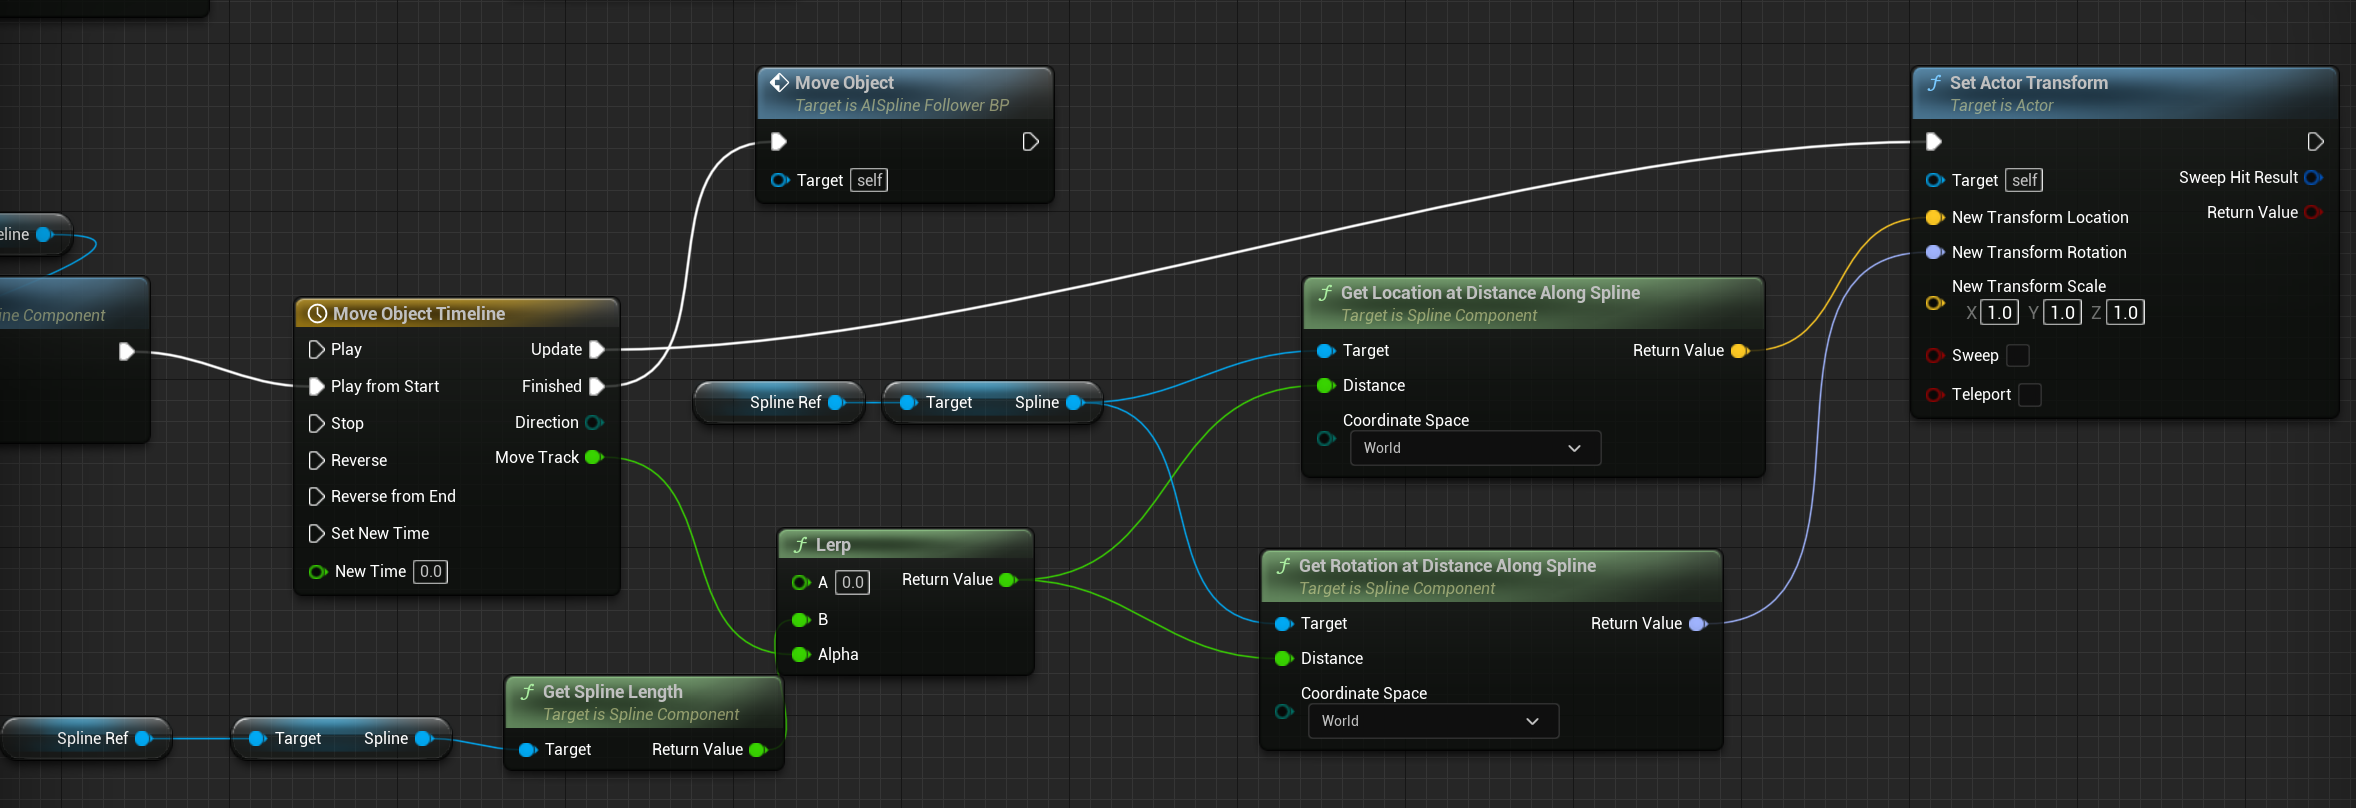 Move Object
Target is AISpline Follower BP
Target self
Set Actor Transform
Target is Actor
Target self
Sweep Hit Result
New Transform Location
Return Value
New Transform Rotation
New Transform Scale
X 1.0 Y 1.0 Z 1.0
Sweep
Teleport
eline
ine Component
Move Object Timeline
Play Update
Play from Start Finished
Stop Direction
Reverse Move Track
Reverse from End
Set New Time
New Time 0.0
Spline Ref
Target Spline
Get Location at Distance Along Spline
Target is Spline Component
Target Return Value
Distance
Coordinate Space
World
Lerp
A 0.0 Return Value
B
Alpha
Get Rotation at Distance Along Spline
Target is Spline Component
Target Return Value
Distance
Coordinate Space
World
Spline Ref
Target Spline
Get Spline Length
Target is Spline Component
Target Return Value